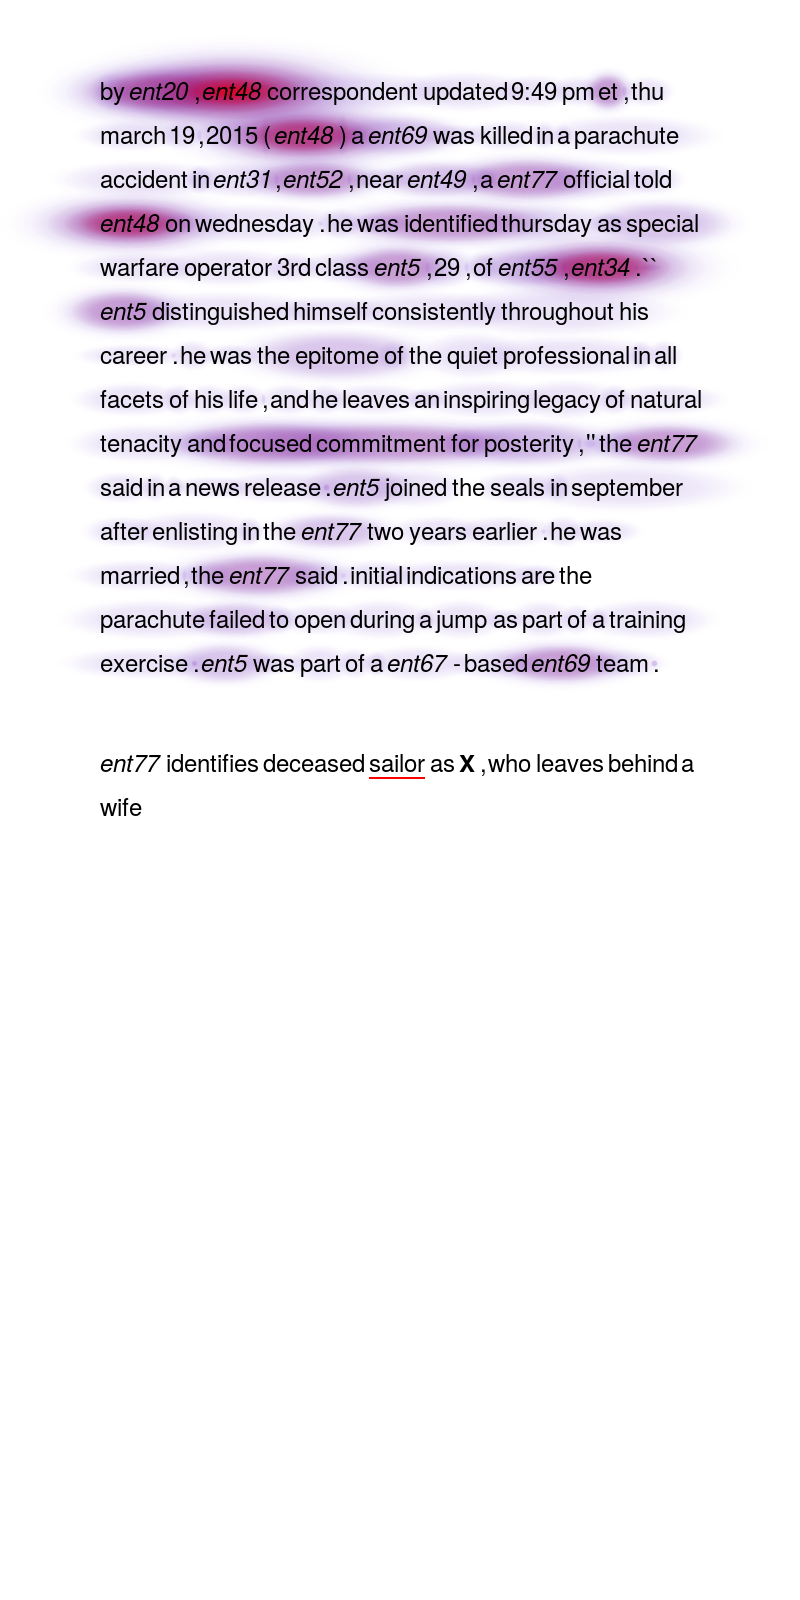 by ent20 , ent48 correspondent updated 9:49 pm et , thu
march 19 , 2015 ( ent48 ) a ent69 was killed in a parachute
accident in ent31 , ent52 , near ent49 , a ent77 official told
ent48 on wednesday . he was identified thursday as special
warfare operator 3rd class ent5 , 29 , of ent55 , ent34 . ``
ent5 distinguished himself consistently throughout his
career . he was the epitome of the quiet professional in all
facets of his life , and he leaves an inspiring legacy of natural
tenacity and focused commitment for posterity , '' the ent77
said in a news release . ent5 joined the seals in september
after enlisting in the ent77 two years earlier . he was
married , the ent77 said . initial indications are the
parachute failed to open during a jump as part of a training
exercise . ent5 was part of a ent67 - based ent69 team .
ent77 identifies deceased sailor as X , who leaves behind a
wife